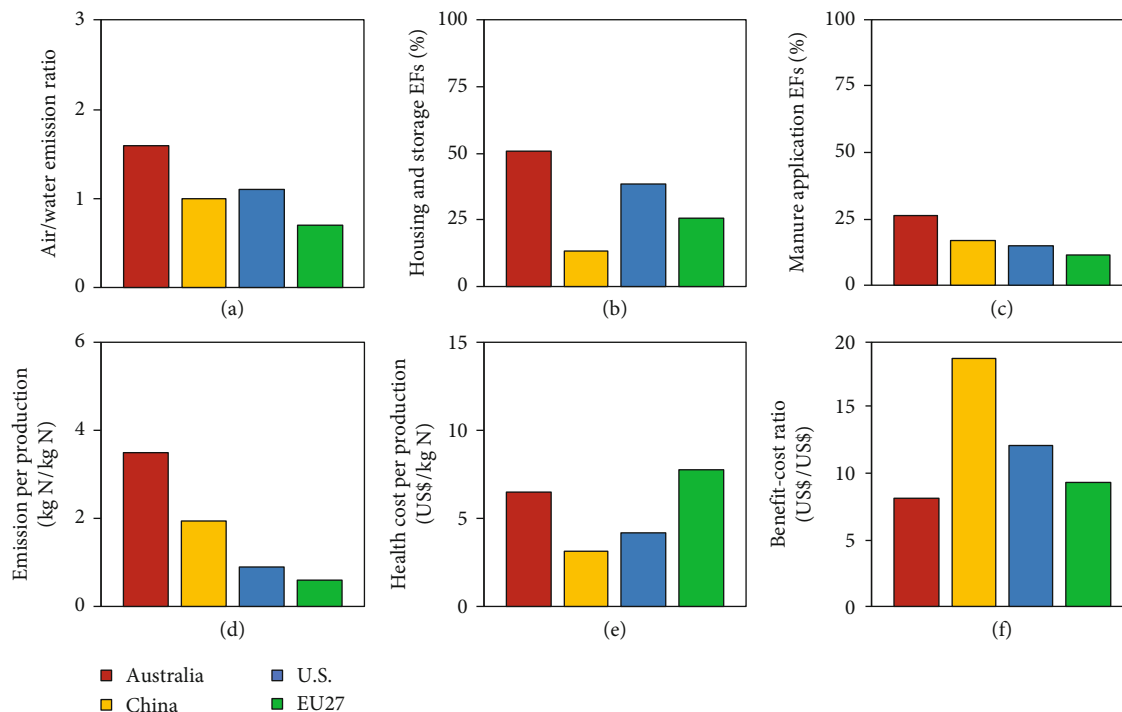 Air/water emission ratio
3
2
1
0
(a)
Housing and storage EFs (%)
100
75
50
25
0
(b)
Manure application EFs (%)
100
75
50
25
0
(c)
Emission per production
(kg N/kg N)
6
4
2
0
(d)
Health cost per production
(US$/kg N)
15
10
5
0
(e)
Benefit-cost ratio
(US$/US$)
20
15
10
5
0
(f)
Australia
China
U.S.
EU27